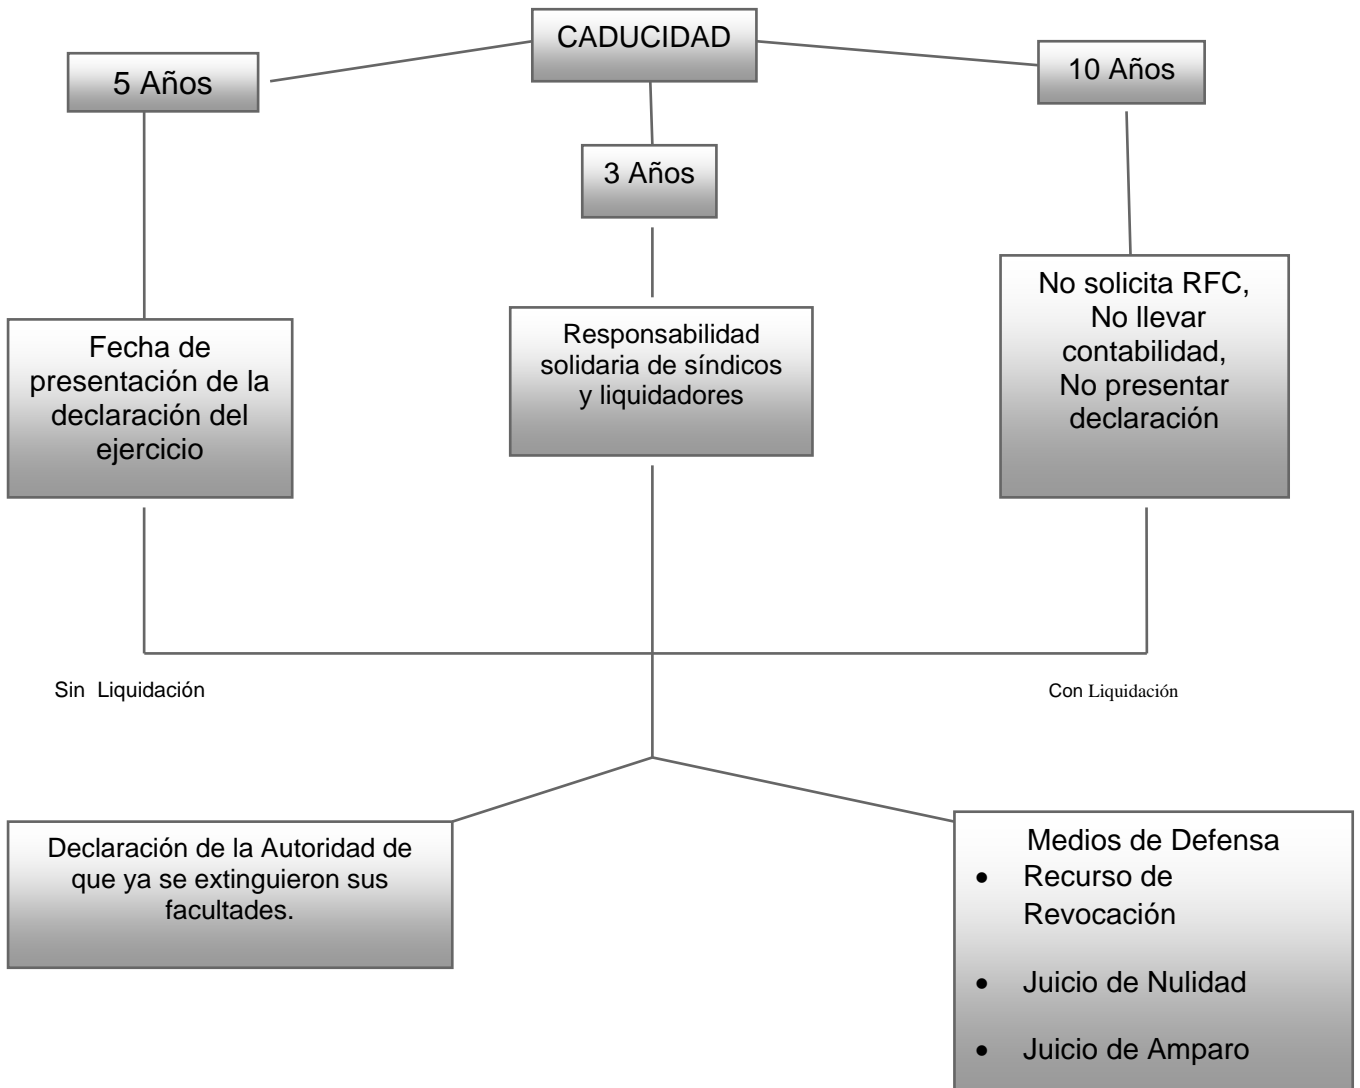 CADUCIDAD
5 Años
10 Años
3 Años
Fecha de
presentación de la
declaración del
ejercicio
Responsabilidad
solidaria de síndicos
y liquidadores
No solicita RFC,
No llevar
contabilidad,
No presentar
declaración
Sin Liquidación
Con Liquidación
Declaración de la Autoridad de
que ya se extinguieron sus
facultades.
Medios de Defensa
• Recurso de
Revocación
• Juicio de Nulidad
• Juicio de Amparo